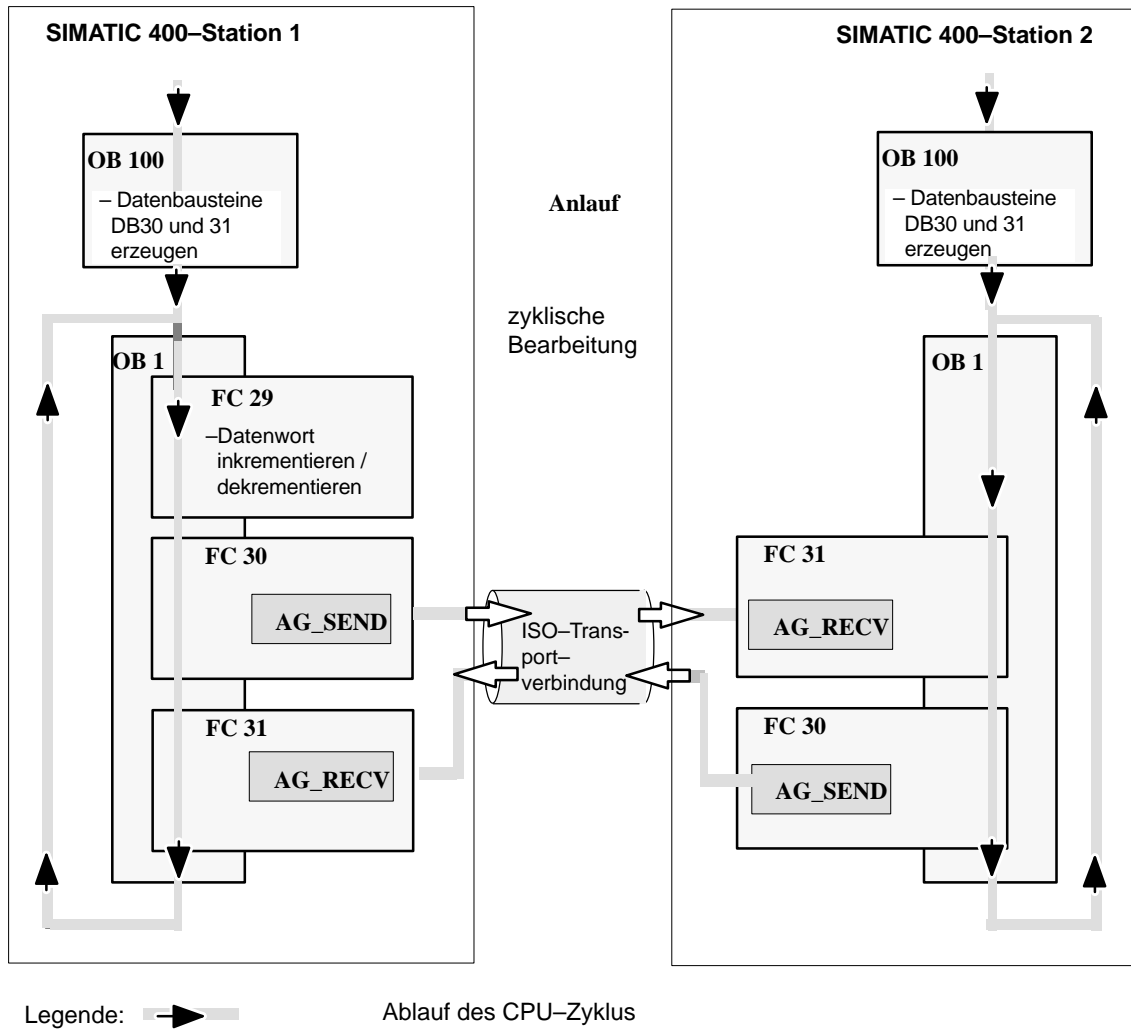 SIMATIC 400–Station 1
OB 100
– Datenbausteine
DB30 und 31
erzeugen
OB 1
FC 29
–Datenwort
inkrementieren /
dekrementieren
FC 30
AG_SEND
FC 31
AG_RECV
Anlauf
zyklische
Bearbeitung
ISO–Trans-
port–
verbindung
SIMATIC 400–Station 2
OB 100
– Datenbausteine
DB30 und 31
erzeugen
OB 1
FC 31
AG_RECV
FC 30
AG_SEND
Legende:
Ablauf des CPU–Zyklus